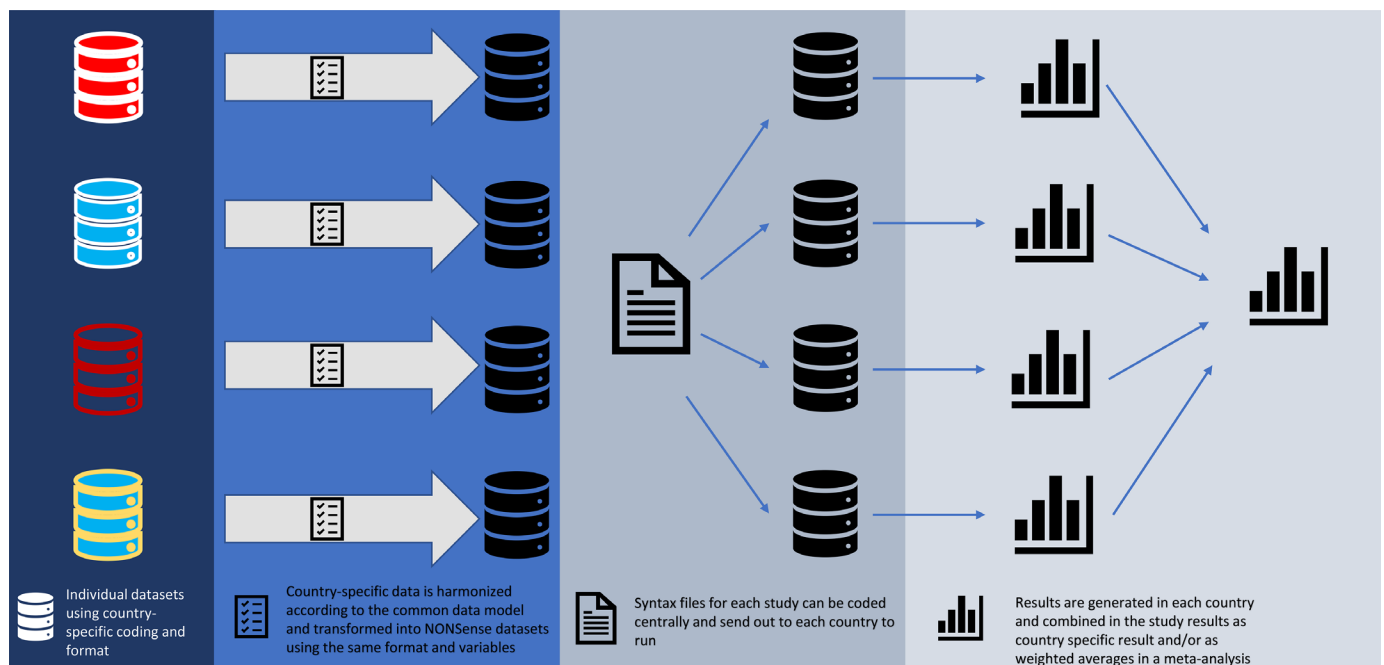 Individual datasets
using country-
specific coding and
format
Country-specific data is harmonized
according to the common data model
and transformed into NONSense datasets
using the same format and variables
Syntax files for each study can be coded
centrally and send out to each country to
run
Results are generated in each country
and combined in the study results as
country specific result and/or as
weighted averages in a meta-analysis